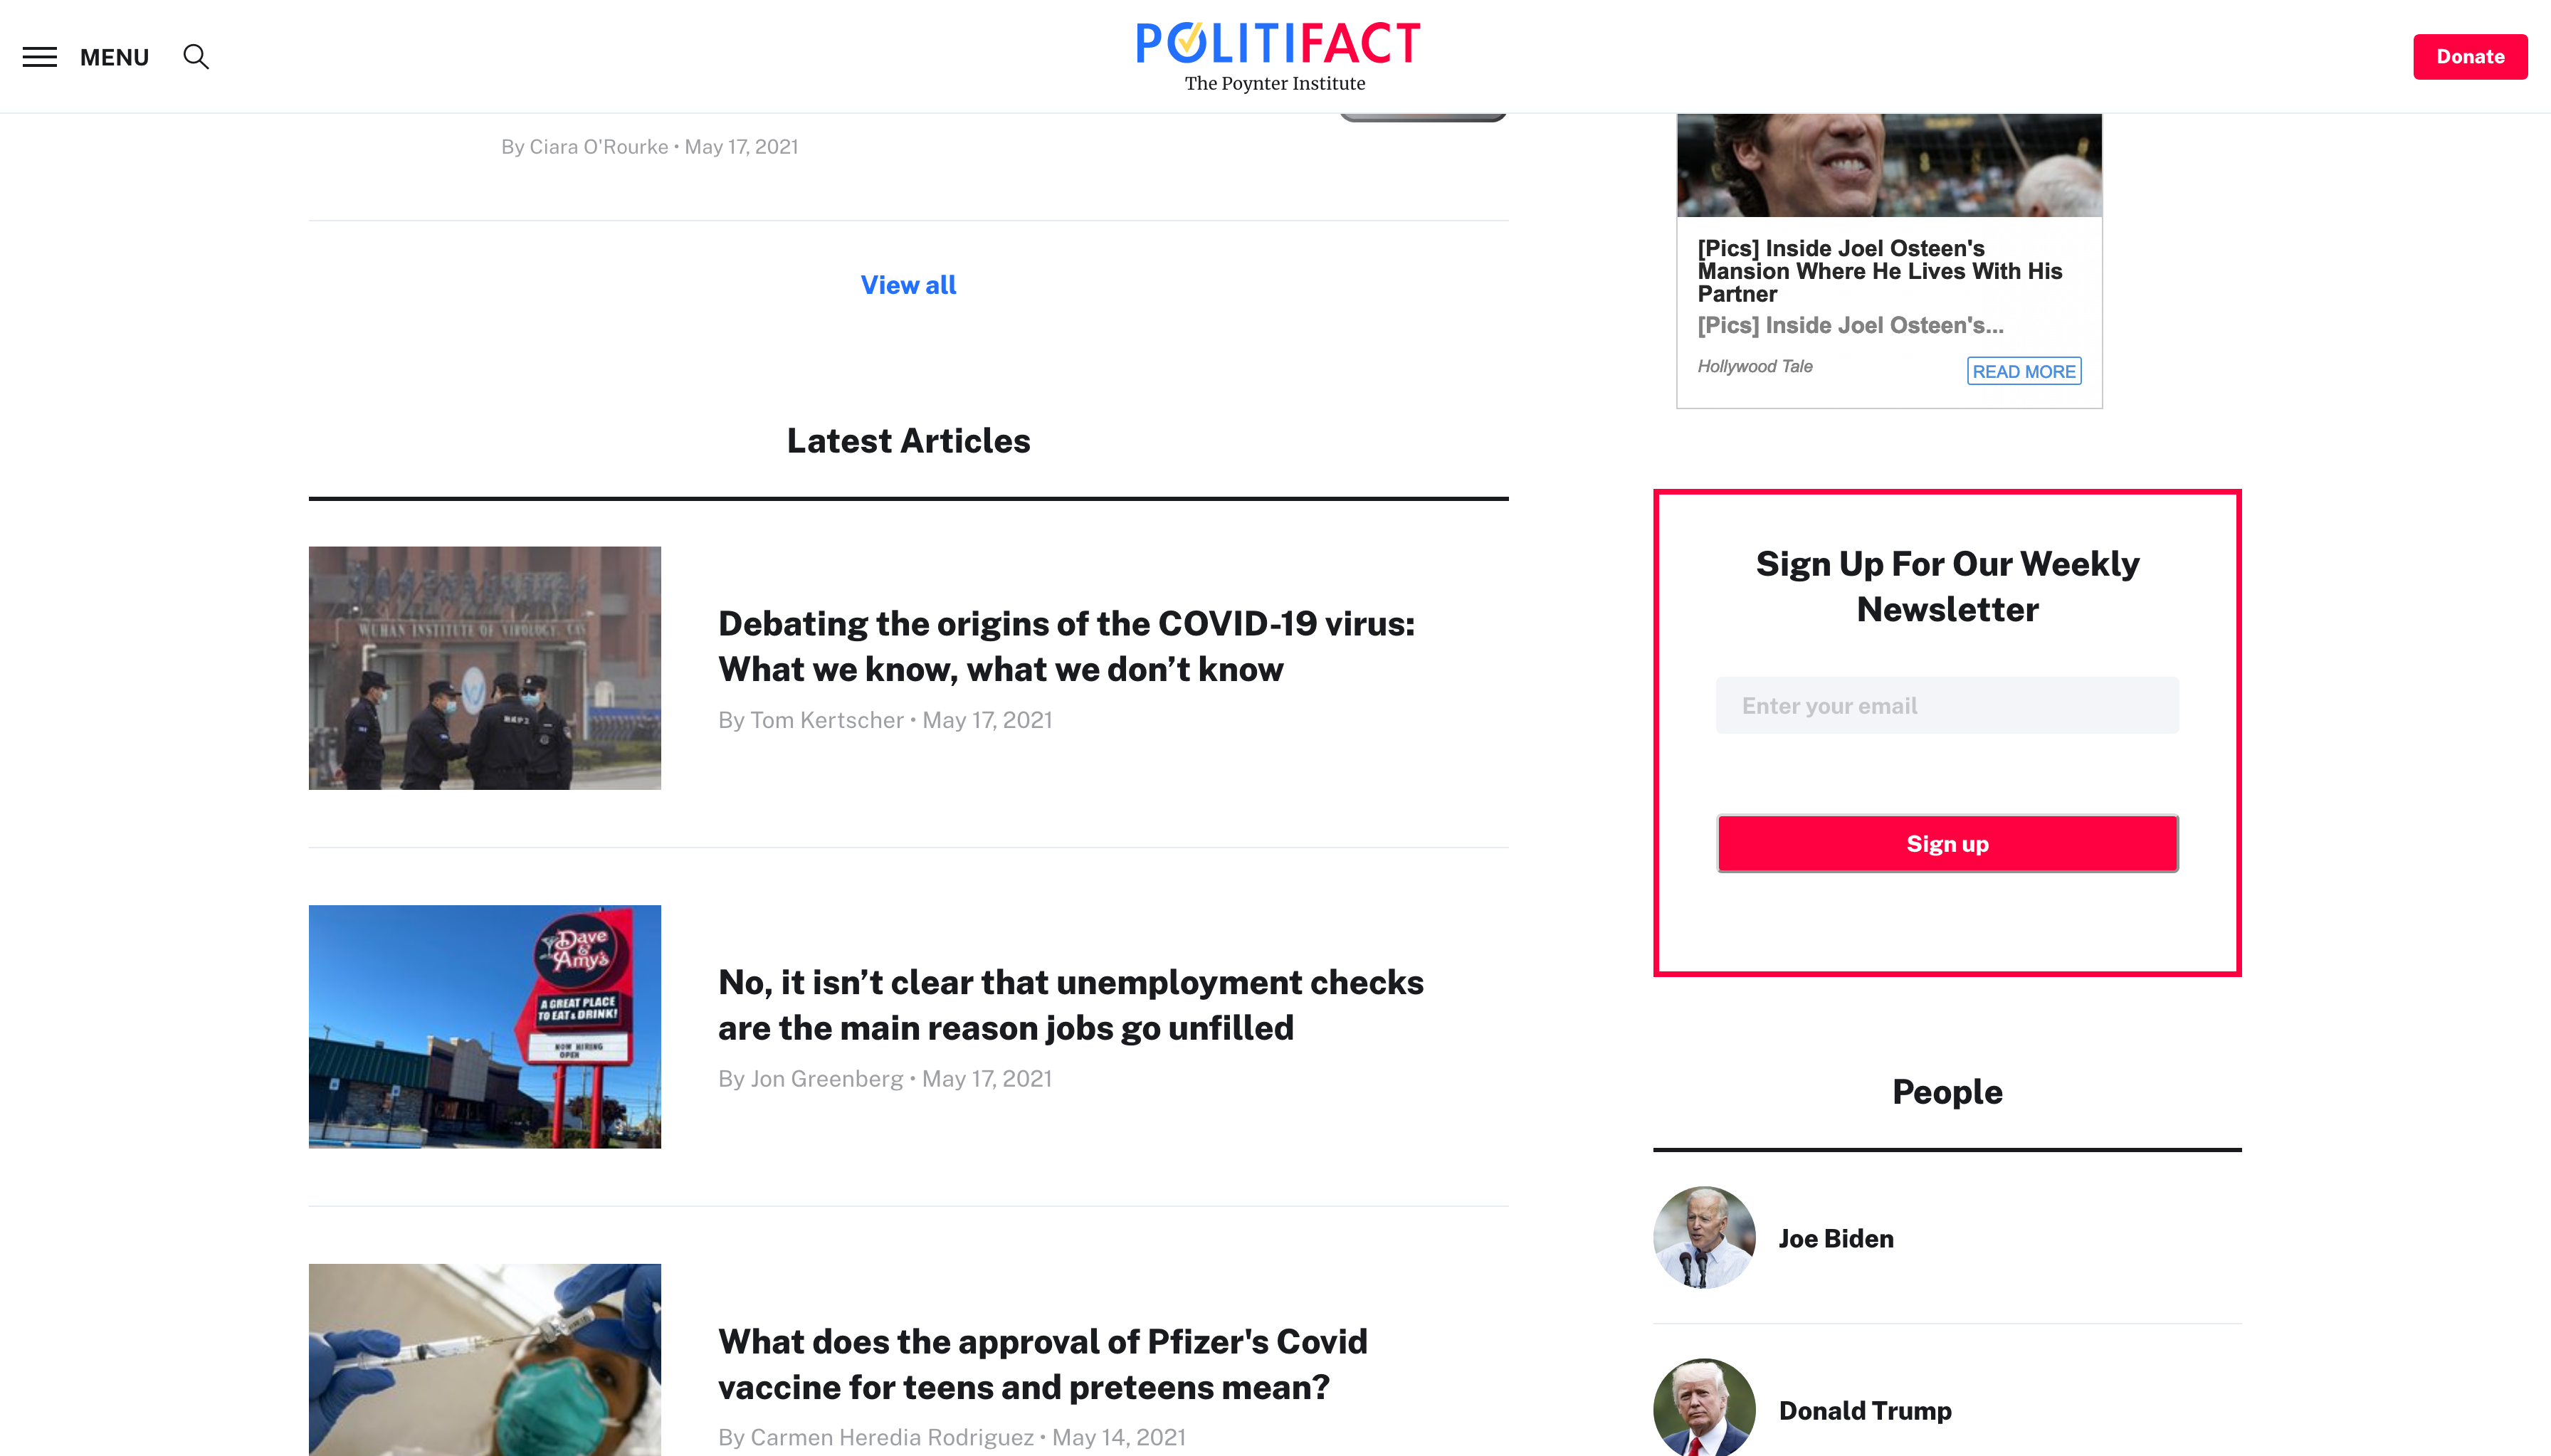 MENU
POLITIFACT
The Poynter Institute
Donate
By Ciara O'Rourke • May 17, 2021
View all
[Pics] Inside Joel Osteen's
Mansion Where He Lives With His
Partner
[Pics] Inside Joel Osteen's...
Hollywood Tale
READ MORE
Latest Articles
WUHAN INSTITUTE OF VIROLOGY, CAS
Debating the origins of the COVID-19 virus:
What we know, what we don’t know
By Tom Kertscher • May 17, 2021
Dave
&
Amy's
A GREAT PLACE
TO EAT & DRINK!
NOW HIRING
OPEN
No, it isn’t clear that unemployment checks
are the main reason jobs go unfilled
By Jon Greenberg • May 17, 2021
What does the approval of Pfizer's Covid
vaccine for teens and preteens mean?
By Carmen Heredia Rodriguez • May 14, 2021
Sign Up For Our Weekly
Newsletter
Enter your email
Sign up
People
Joe Biden
Donald Trump